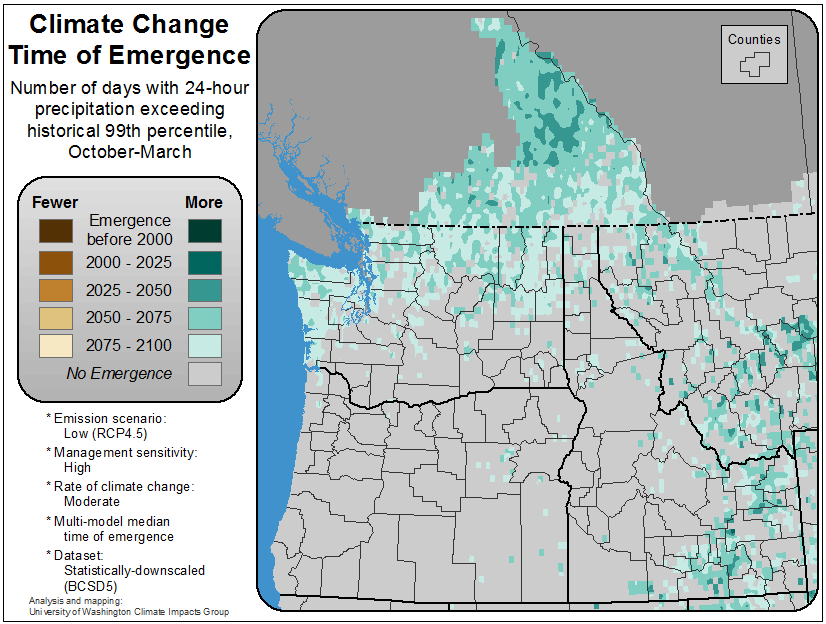 Climate Change
Time of Emergence
Number of days with 24-hour
precipitation exceeding
historical 99th percentile,
October-March
Fewer More
Emergence
before 2000
2000 - 2025
2025 - 2050
2050 - 2075
2075 - 2100
No Emergence
* Emission scenario:
Low (RCP4.5)
* Management sensitivity:
High
* Rate of climate change:
Moderate
* Multi-model median
time of emergence
* Dataset:
Statistically-downscaled
(BCSD5)
Analysis and mapping:
University of Washington Climate Impacts Group
Counties